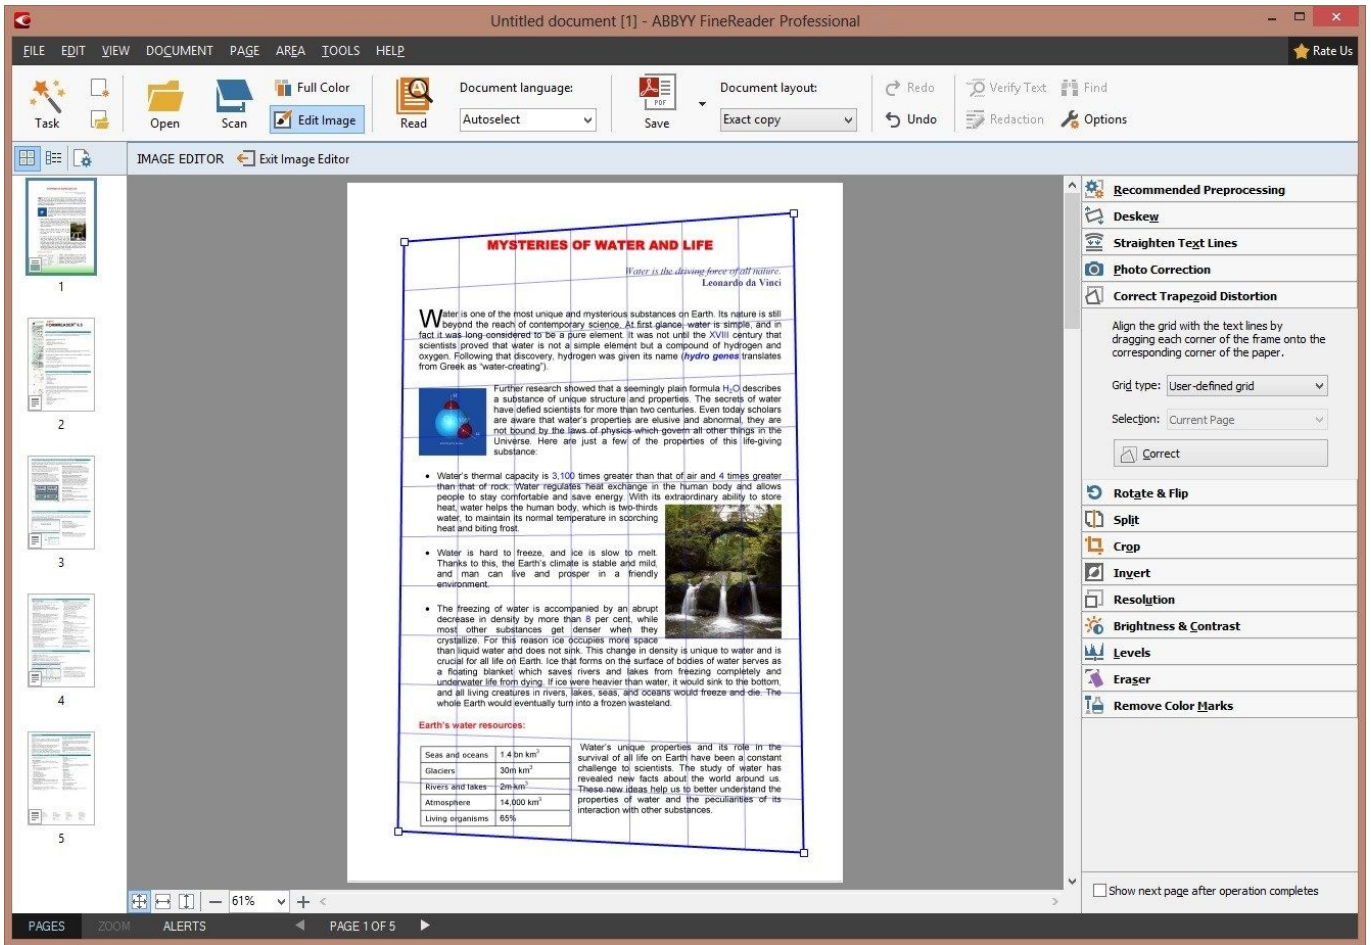 Untitled document [1] - ABBYY FineReader Professional
FILE EDIT VIEW DOCUMENT PAGE AREA TOOLS HELP
Rate Us
Task
Open
Scan
Full Color
Edit Image
Read
Document language:
Autoselect
PDF
Save
Document layout:
Exact copy
Redo
Undo
Verify Text
Redaction
Find
Options
IMAGE EDITOR Exit Image Editor
1
2
3
4
5
MYSTERIES OF WATER AND LIFE
Water is the driving force of all nature.
Leonardo da Vinci
Water is one of the most unique and mysterious substances on Earth. Its nature is still
beyond the reach of contemporary science. At first glance, water is simple, and in
fact it was long considered to be a pure element. It was not until the XVIII century that
scientists proved that water is not a simple element but a compound of hydrogen and
oxygen. Following that discovery, hydrogen was given its name (hydro genes translates
from Greek as "water-creating").
Further research showed that a seemingly plain formula H2O describes
a substance of unique structure and properties. The secrets of water
have defied scientists for more than two centuries. Even today scholars
are aware that water's properties are elusive and abnormal, they are
not bound by the laws of physics which govern all other things in the
Universe. Here are just a few of the properties of this life-giving
substance:
• Water's thermal capacity is 3,100 times greater than that of air and 4 times greater
than that of rock. Water regulates heat exchange in the human body and allows
people to stay comfortable and save energy. With its extraordinary ability to store
heat, water helps the human body, which is two-thirds
water, to maintain its normal temperature in scorching
heat and biting frost.
• Water is hard to freeze, and ice is slow to melt.
Thanks to this, the Earth's climate is stable and mild,
and man can live and prosper in a friendly
environment.
• The freezing of water is accompanied by an abrupt
decrease in density by more than 8 per cent, while
most other substances get denser when they
crystallize. For this reason ice occupies more space
than liquid water and does not sink. This change in density is unique to water and is
crucial for all life on Earth. Ice that forms on the surface of bodies of water serves as
a floating blanket which saves rivers and lakes from freezing completely and
underwater life from dying. If ice were heavier than water, it would sink to the bottom,
and all living creatures in rivers, lakes, seas, and oceans would freeze and die. The
whole Earth would eventually turn into a frozen wasteland.
Earth's water resources:
Seas and oceans 1.4 bn km3
Glaciers 30m km3
Rivers and lakes 2m km3
Atmosphere 14,000 km3
Living organisms 65%
Water's unique properties and its role in the
survival of all life on Earth have been a constant
challenge to scientists. The study of water has
revealed new facts about the world around us.
These new ideas help us to better understand the
properties of water and the peculiarities of its
interaction with other substances.
Recommended Preprocessing
Deskew
Straighten Text Lines
Photo Correction
Correct Trapezoid Distortion
Align the grid with the text lines by
dragging each corner of the frame onto the
corresponding corner of the paper.
Grid type: User-defined grid
Selection: Current Page
Correct
Rotate & Flip
Split
Crop
Invert
Resolution
Brightness & Contrast
Levels
Eraser
Remove Color Marks
Show next page after operation completes
61%
PAGES ZOOM ALERTS PAGE 1 OF 5